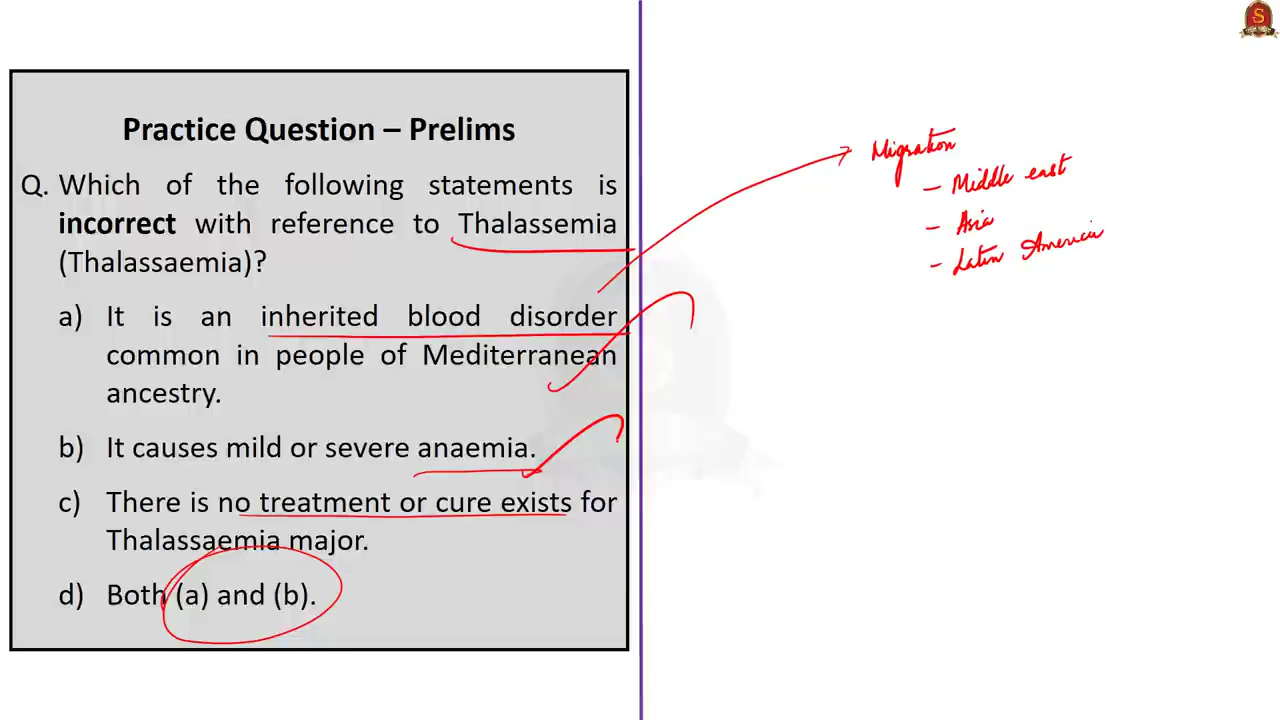 Practice Question – Prelims
Q. Which of the following statements is
incorrect with reference to Thalassemia
(Thalassaemia)?
a) It is an inherited blood disorder
common in people of Mediterranean
ancestry.
b) It causes mild or severe anaemia.
c) There is no treatment or cure exists for
Thalassaemia major.
d) Both (a) and (b).
Migration
– Middle east
– Asia
– Latin America
S